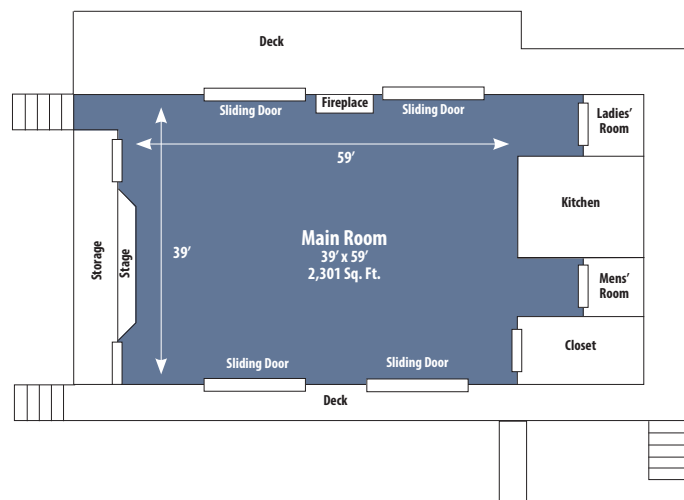 Deck
Sliding Door
Fireplace
Sliding Door
Ladies’
Room
59’
Kitchen
Storage
Stage
39’
Main Room
39’ x 59’
2,301 Sq. Ft.
Mens’
Room
Closet
Sliding Door
Sliding Door
Deck